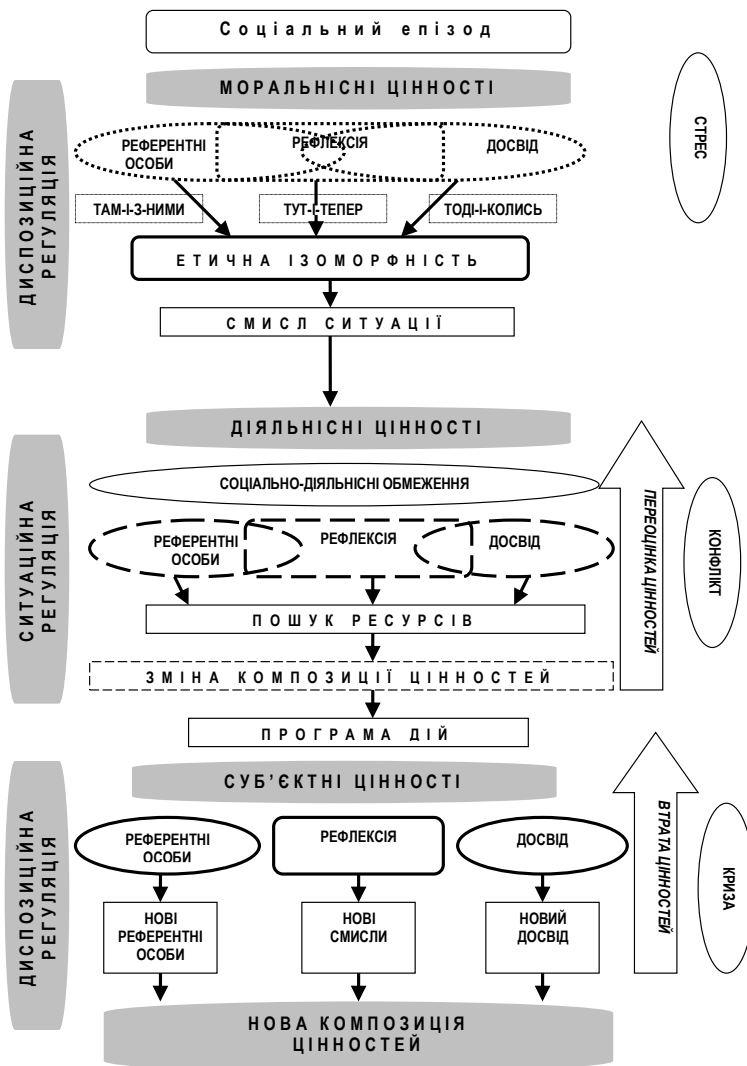 Соціальний епізод
МОРАЛЬНІСНІ ЦІННОСТІ
ДИСПОЗИЦІЙНА
РЕГУЛЯЦІЯ
СТРЕС
РЕФЕРЕНТНІ
ОСОБИ
РЕФЛЕКСІЯ
ДОСВІД
ТАМ-І-З-НИМИ
ТУТ-І-ТЕПЕР
ТОДІ-І-КОЛИСЬ
ЕТИЧНА ІЗОМОРФНІСТЬ
СМИСЛ СИТУАЦІЇ
ДІЯЛЬНІСНІ ЦІННОСТІ
СИТУАЦІЙНА
РЕГУЛЯЦІЯ
СОЦІАЛЬНО-ДІЯЛЬНІСНІ ОБМЕЖЕННЯ
РЕФЕРЕНТНІ
ОСОБИ
РЕФЛЕКСІЯ
ДОСВІД
ПЕРЕОЦІНКА ЦІННОСТЕЙ
КОНФЛІКТ
ПОШУК РЕСУРСІВ
ЗМІНА КОМПОЗИЦІЇ ЦІННОСТЕЙ
ПРОГРАМА ДІЙ
СУБ’ЄКТНІ ЦІННОСТІ
ДИСПОЗИЦІЙНА
РЕГУЛЯЦІЯ
РЕФЕРЕНТНІ
ОСОБИ
РЕФЛЕКСІЯ
ДОСВІД
ВТРАТА ЦІННОСТЕЙ
КРИЗА
НОВІ
РЕФЕРЕНТНІ
ОСОБИ
НОВІ
СМИСЛИ
НОВИЙ
ДОСВІД
НОВА КОМПОЗИЦІЯ
ЦІННОСТЕЙ